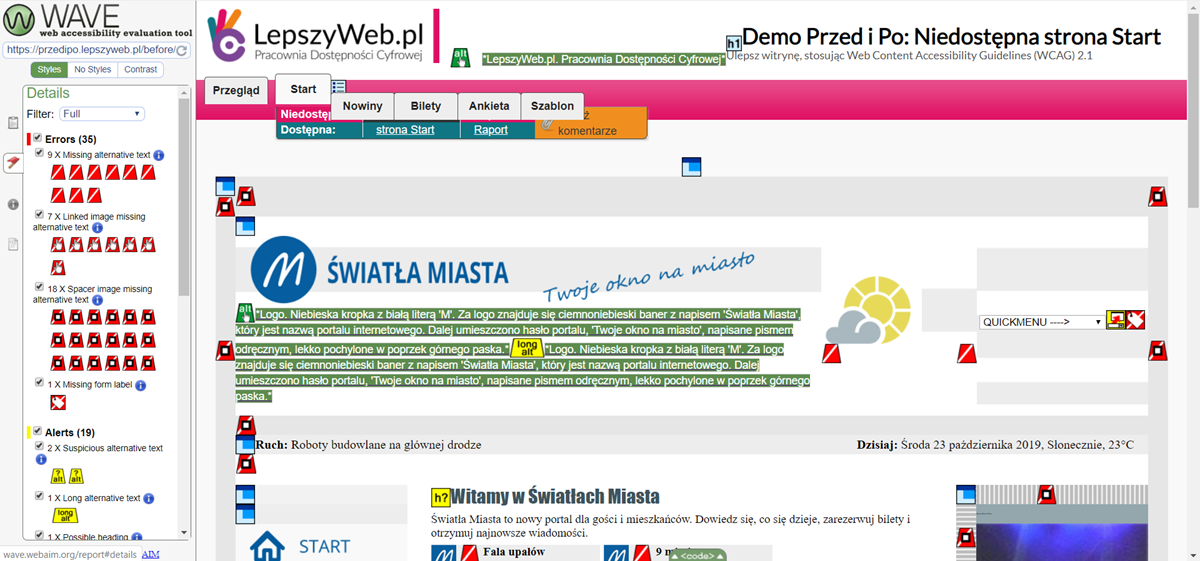 WAVE
web accessibility evaluation tool
https://przedipo.lepszyweb.pl/before/
Styles No Styles Contrast
Details
Filter: Full
Errors (35)
9 X Missing alternative text
7 X Linked image missing
alternative text
18 X Spacer image missing
alternative text
1 X Missing form label
Alerts (19)
2 X Suspicious alternative text
?
alt
?
alt
1 X Long alternative text
long
alt
1 X Possible heading
wave.webaim.org/report#details AIM
LepszyWeb.pl
Pracownia Dostępności Cyfrowej
alt
*LepszyWeb.pl. Pracownia Dostępności Cyfrowej*
h1
Demo Przed i Po: Niedostępna strona Start
Ulepsz witrynę, stosując Web Content Accessibility Guidelines (WCAG) 2.1
Przegląd Start
Nowiny Bilety Ankieta Szablon
Niedostęp
Dostępna: strona Start Raport
komentarze
M ŚWIATŁA MIASTA
Twoje okno na miasto
alt *Logo. Niebieska kropka z białą literą 'M'. Za logo znajduje się ciemnoniebieski baner z napisem 'Światła Miasta',
który jest nazwą portalu internetowego. Dalej umieszczono hasło portalu, 'Twoje okno na miasto', napisane pismem
odręcznym, lekko pochylone w poprzek górnego paska.* long alt *Logo. Niebieska kropka z białą literą 'M'. Za logo
znajduje się ciemnoniebieski baner z napisem 'Światła Miasta', który jest nazwą portalu internetowego. Dalej
umieszczono hasło portalu, 'Twoje okno na miasto', napisane pismem odręcznym, lekko pochylone w poprzek górnego
paska.*
QUICKMENU ---->
Ruch: Roboty budowlane na głównej drodze
Dzisiaj: Środa 23 października 2019, Słonecznie, 23°C
h? Witamy w Światłach Miasta
Światła Miasta to nowy portal dla gości i mieszkańców. Dowiedz się, co się dzieje, zarezerwuj bilety i
otrzymuj najnowsze wiadomości.
START
Fala upałów
<code>